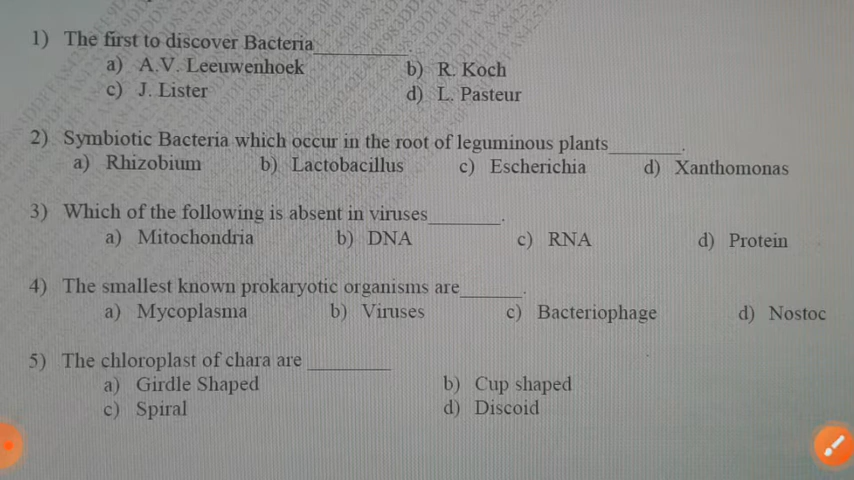 1) The first to discover Bacteria________.
a) A.V. Leeuwenhoek b) R. Koch
c) J. Lister d) L. Pasteur
2) Symbiotic Bacteria which occur in the root of leguminous plants_______.
a) Rhizobium b) Lactobacillus c) Escherichia d) Xanthomonas
3) Which of the following is absent in viruses_______.
a) Mitochondria b) DNA c) RNA d) Protein
4) The smallest known prokaryotic organisms are______.
a) Mycoplasma b) Viruses c) Bacteriophage d) Nostoc
5) The chloroplast of chara are ________
a) Girdle Shaped b) Cup shaped
c) Spiral d) Discoid